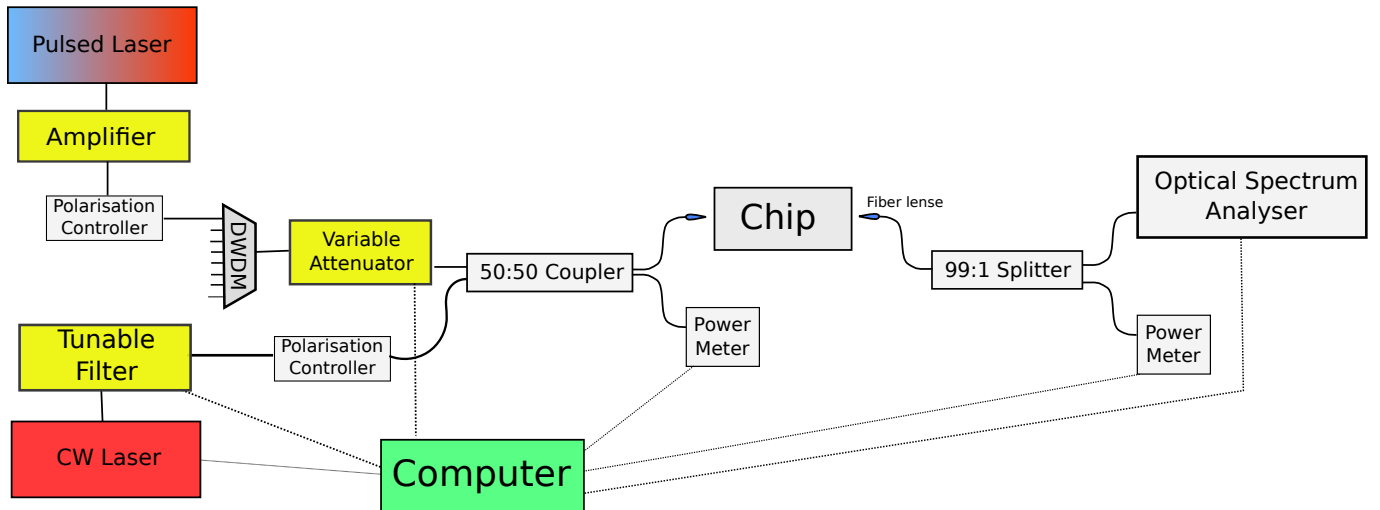 Pulsed Laser
Amplifier
Polarisation
Controller
DWDM
Variable
Attenuator
50:50 Coupler
Chip
Fiber lense
99:1 Splitter
Optical Spectrum
Analyser
Power
Meter
Power
Meter
Tunable
Filter
Polarisation
Controller
CW Laser
Computer